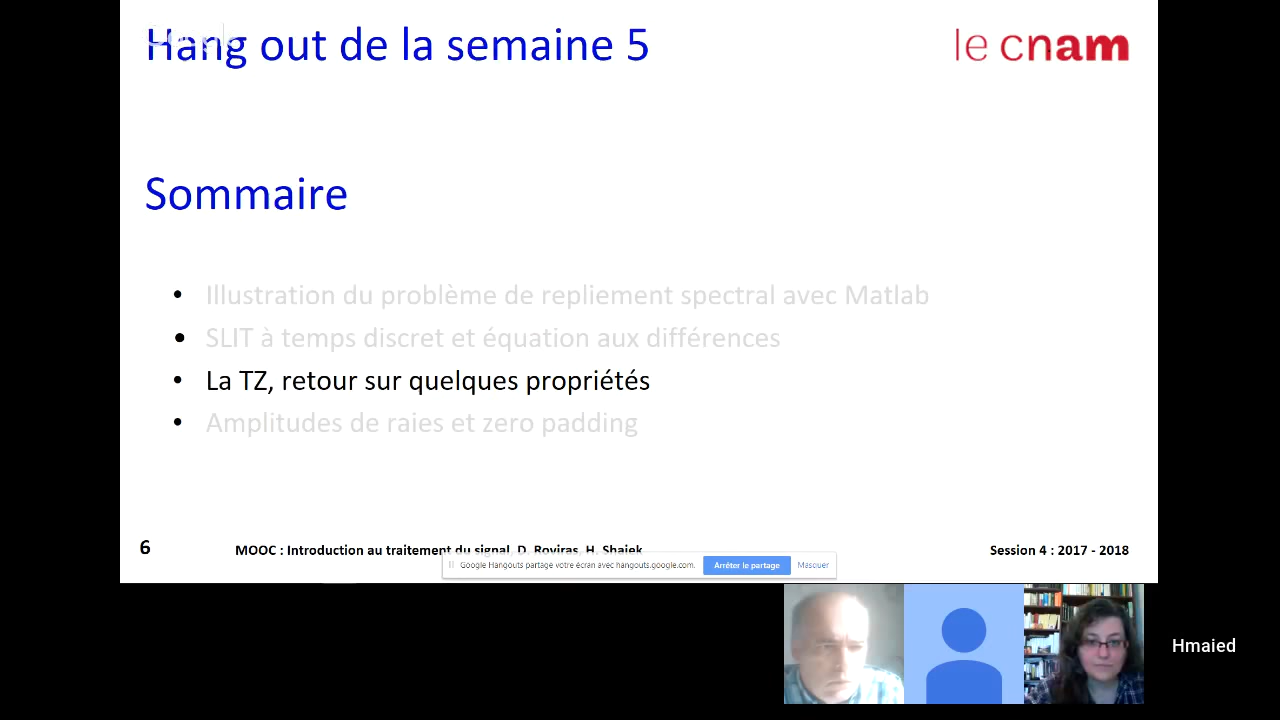 Hang out de la semaine 5
le cnam
Sommaire
• Illustration du problème de repliement spectral avec Matlab
• SLIT à temps discret et équation aux différences
• La TZ, retour sur quelques propriétés
• Amplitudes de raies et zero padding
6
MOOC : Introduction au traitement du signal, D. Roviras, H. Shaiek
Session 4 : 2017 - 2018
Google Hangouts partage votre écran avec hangouts.google.com.
Arrêter le partage
Masquer
Hmaied